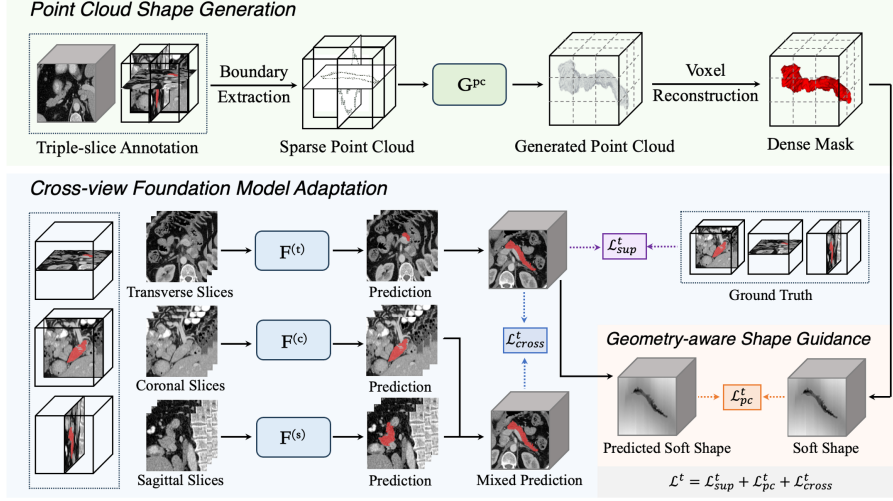 Point Cloud Shape Generation
Boundary
Extraction
G^pc
Voxel
Reconstruction
Triple-slice Annotation
Sparse Point Cloud
Generated Point Cloud
Dense Mask
Cross-view Foundation Model Adaptation
F^(t)
Transverse Slices
Prediction
ℒ^t_sup
Ground Truth
F^(c)
Coronal Slices
Prediction
ℒ^t_cross
Geometry-aware Shape Guidance
ℒ^t_pc
Predicted Soft Shape
Soft Shape
F^(s)
Sagittal Slices
Prediction
Mixed Prediction
ℒ^t = ℒ^t_sup + ℒ^t_pc + ℒ^t_cross